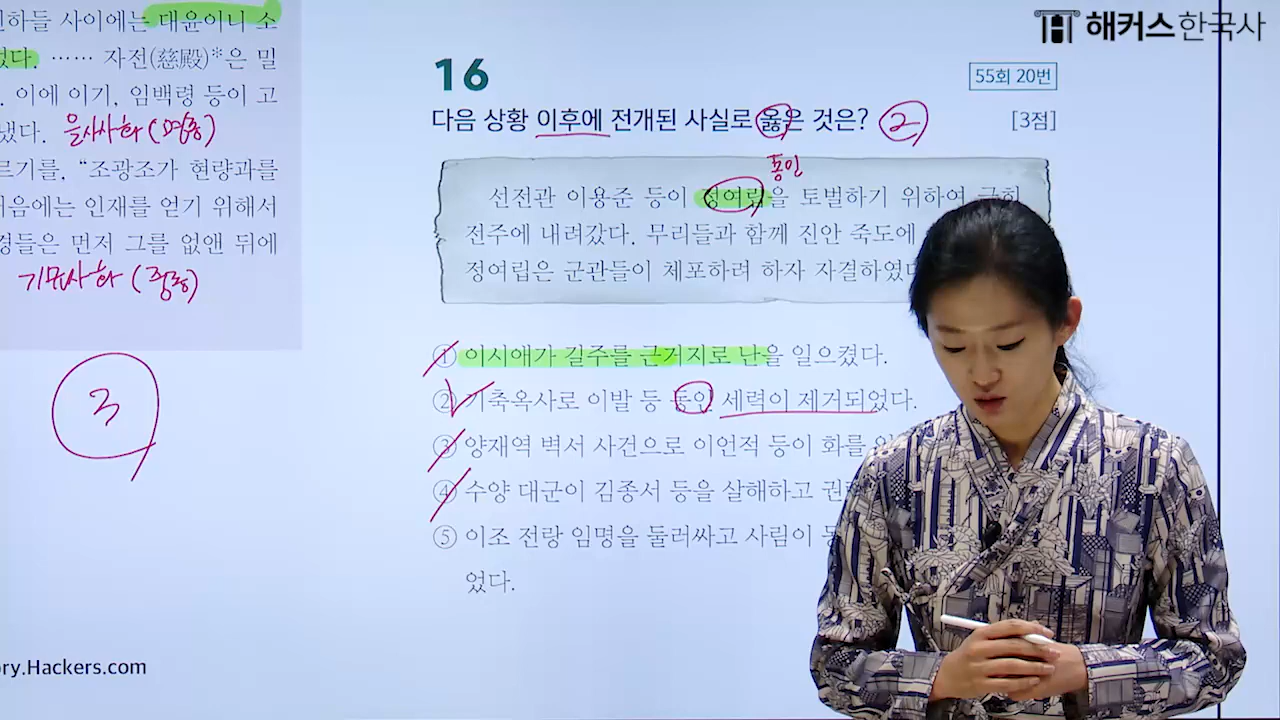 신하들 사이에는 대윤이니 소
었다. …… 자전(慈殿)*은 밀
. 이에 이기, 임백령 등이 고
냈다. 을사사화(명종)
르기를, “조광조가 현량과를
처음에는 인재를 얻기 위해서
경들은 먼저 그를 없앤 뒤에
기묘사화(중종)
3
ory.Hackers.com
해커스한국사
16
55회 20번
다음 상황 이후에 전개된 사실로 옳은 것은? ②
[3점]
동인
선전관 이용준 등이 정여립을 토벌하기 위하여 급히
전주에 내려갔다. 무리들과 함께 진안 죽도에
정여립은 군관들이 체포하려 하자 자결하였다
① 이시애가 길주를 근거지로 난을 일으켰다.
② 기축옥사로 이발 등 동인 세력이 제거되었다.
③ 양재역 벽서 사건으로 이언적 등이 화를
④ 수양 대군이 김종서 등을 살해하고
⑤ 이조 전랑 임명을 둘러싸고 사림이
었다.